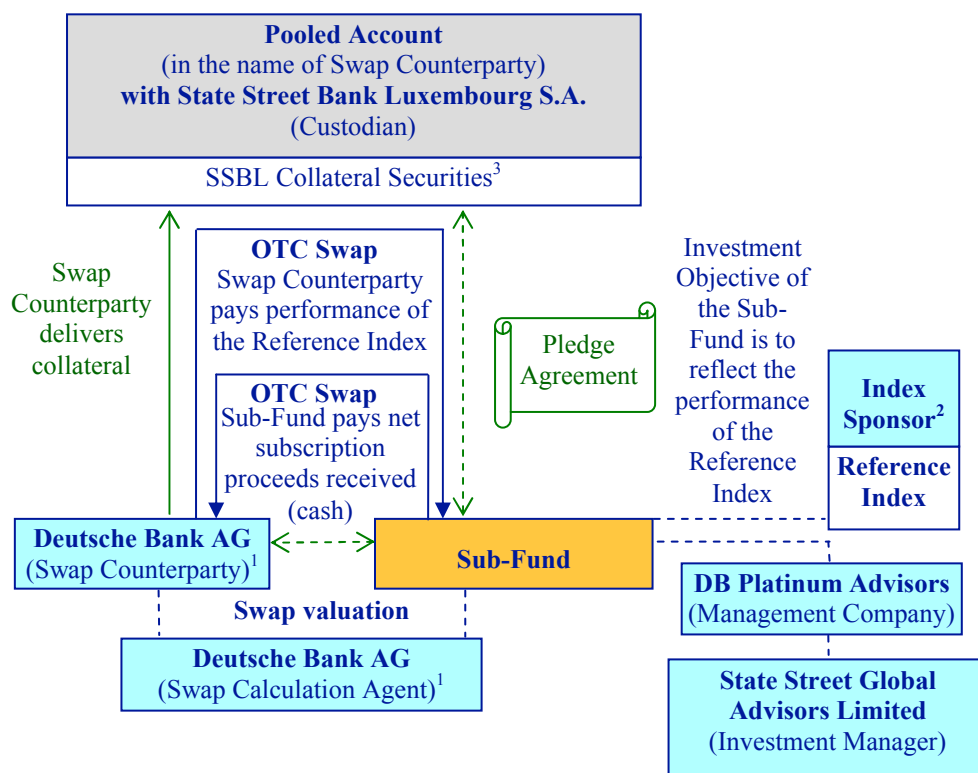 Pooled Account
(in the name of Swap Counterparty)
with State Street Bank Luxembourg S.A.
(Custodian)
SSBL Collateral Securities3
Swap
Counterparty
delivers
collateral
OTC Swap
Swap Counterparty
pays performance of
the Reference Index
OTC Swap
Sub-Fund pays net
subscription
proceeds received
(cash)
Pledge
Agreement
Investment
Objective of
the Sub-
Fund is to
reflect the
performance
of the
Reference
Index
Index
Sponsor2
Reference
Index
Deutsche Bank AG
(Swap Counterparty)1
Sub-Fund
Swap valuation
Deutsche Bank AG
(Swap Calculation Agent)1
DB Platinum Advisors
(Management Company)
State Street Global
Advisors Limited
(Investment Manager)